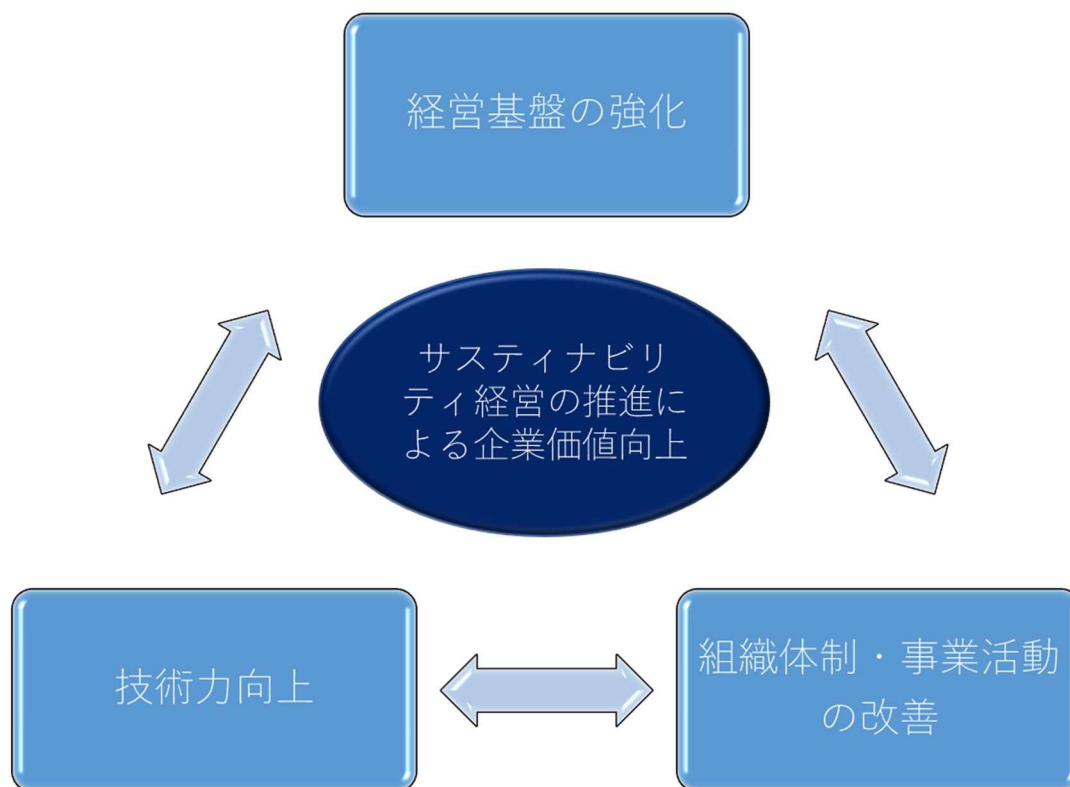 経営基盤の強化
サスティナビリ
ティ経営の推進に
よる企業価値向上
技術力向上
組織体制・事業活動
の改善